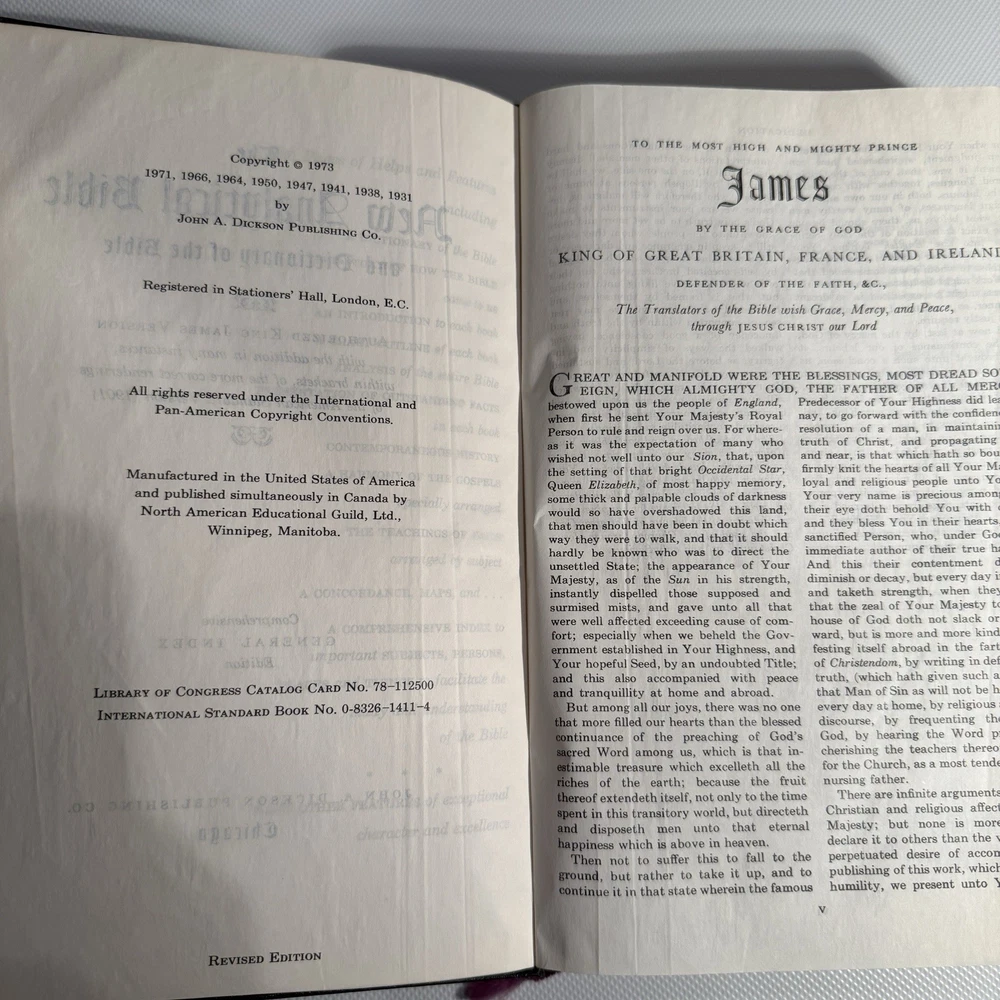 Copyright © 1973
1971, 1966, 1964, 1950, 1947, 1941, 1938, 1931
by
John A. Dickson Publishing Co.
Registered in Stationers' Hall, London, E.C.
All rights reserved under the International and
Pan-American Copyright Conventions.
Manufactured in the United States of America
and published simultaneously in Canada by
North American Educational Guild, Ltd.,
Winnipeg, Manitoba.
Library of Congress Catalog Card No. 78-112500
International Standard Book No. 0-8326-1411-4
Revised Edition
TO THE MOST HIGH AND MIGHTY PRINCE
James
BY THE GRACE OF GOD
KING OF GREAT BRITAIN, FRANCE, AND IRELAND
DEFENDER OF THE FAITH, &C.,
The Translators of the Bible wish Grace, Mercy, and Peace,
through JESUS CHRIST our Lord
GREAT AND MANIFOLD WERE THE BLESSINGS, MOST DREAD SO
EIGN, WHICH ALMIGHTY GOD, THE FATHER OF ALL MER
bestowed upon us the people of England,
when first he sent Your Majesty's Royal
Person to rule and reign over us. For where-
as it was the expectation of many who
wished not well unto our Sion, that, upon
the setting of that bright Occidental Star,
Queen Elizabeth, of most happy memory,
some thick and palpable clouds of darkness
would so have overshadowed this land,
that men should have been in doubt which
way they were to walk, and that it should
hardly be known who was to direct the
unsettled State; the appearance of Your
Majesty, as of the Sun in his strength,
instantly dispelled those supposed and
surmised mists, and gave unto all that
were well affected exceeding cause of com-
fort; especially when we beheld the Gov-
ernment established in Your Highness, and
Your hopeful Seed, by an undoubted Title;
and this also accompanied with peace
and tranquillity at home and abroad.
But among all our joys, there was no one
that more filled our hearts than the blessed
continuance of the preaching of God's
sacred Word among us, which is that in-
estimable treasure which excelleth all the
riches of the earth; because the fruit
thereof extendeth itself, not only to the time
spent in this transitory world, but directeth
and disposeth men unto that eternal
happiness which is above in heaven.
Then not to suffer this to fall to the
ground, but rather to take it up, and to
continue it in that state wherein the famous
Predecessor of Your Highness did lea
nay, to go forward with the confiden
resolution of a man, in maintainin
truth of Christ, and propagating
and near, is that which hath so bou
firmly knit the hearts of all Your Ma
loyal and religious people unto Yo
Your very name is precious amon
their eye doth behold You with
and they bless You in their hearts
sanctified Person, who, under Go
immediate author of their true ha
And this their contentment d
diminish or decay, but every day i
and taketh strength, when they
that the zeal of Your Majesty to
house of God doth not slack or
ward, but is more and more kind
festing itself abroad in the fart
of Christendom, by writing in def
truth, (which hath given such a
that Man of Sin as will not be h
every day at home, by religious
discourse, by frequenting the
God, by hearing the Word p
cherishing the teachers thereo
for the Church, as a most tende
nursing father.
There are infinite arguments
Christian and religious affect
Majesty; but none is more
declare it to others than the
perpetuated desire of accom
publishing of this work, which
humility, we present unto Y
V